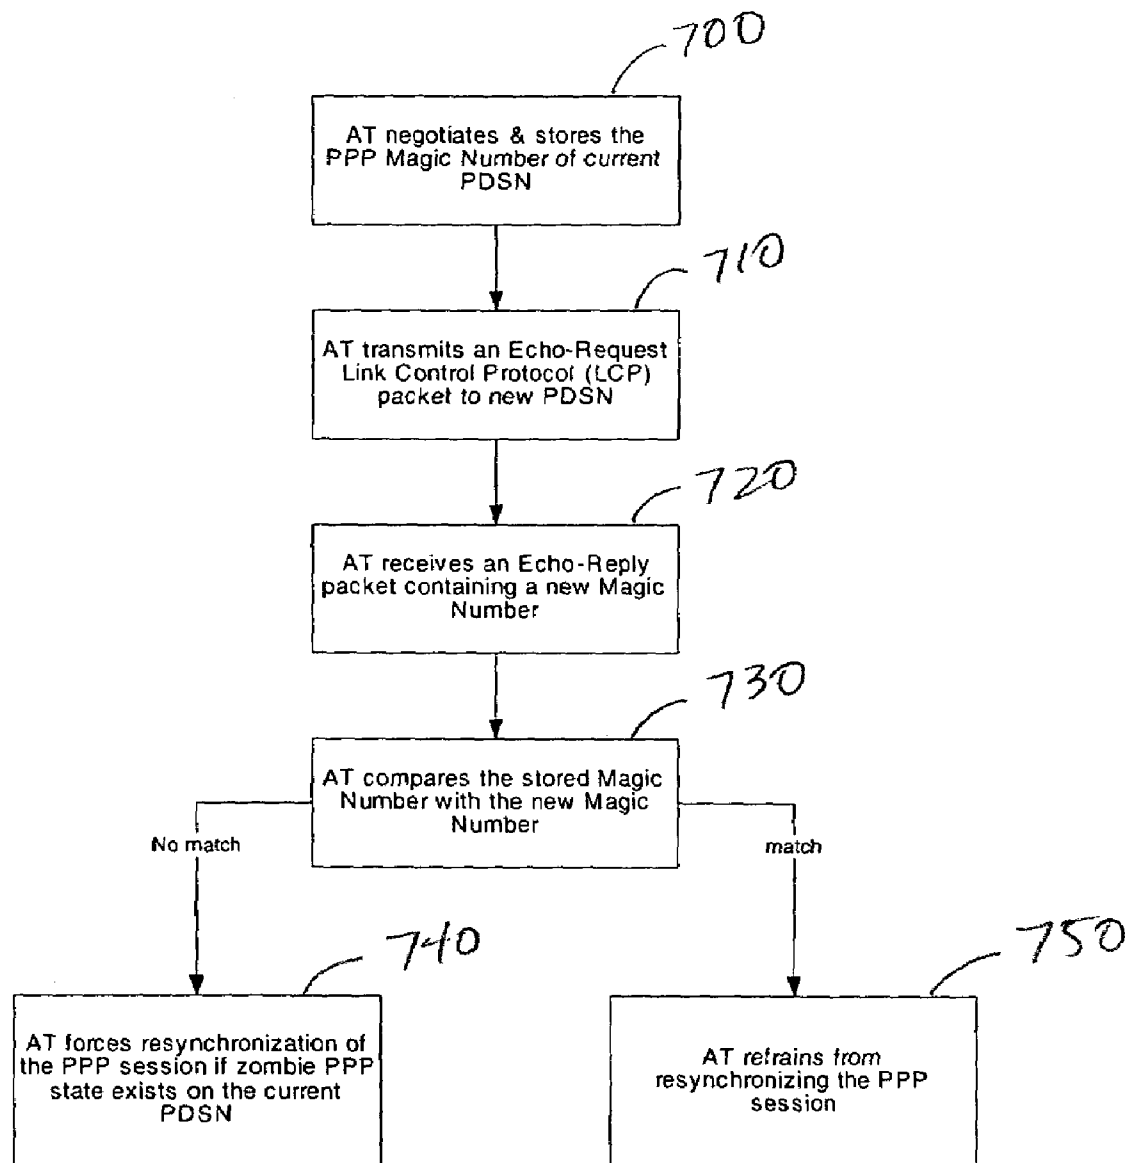 700
AT negotiates & stores the
PPP Magic Number of current
PDSN
710
AT transmits an Echo-Request
Link Control Protocol (LCP)
packet to new PDSN
720
AT receives an Echo-Reply
packet containing a new Magic
Number
730
AT compares the stored Magic
Number with the new Magic
Number
No match
match
740
750
AT forces resynchronization of
the PPP session if zombie PPP
state exists on the current
PDSN
AT refrains from
resynchronizing the PPP
session